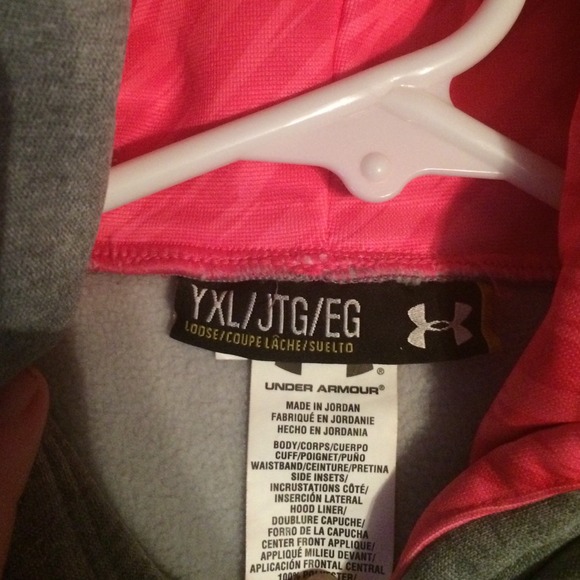 YXL/JTG/EG
LOOSE/COUPE LÂCHE/SUELTO
®
UNDER ARMOUR®
MADE IN JORDAN
FABRIQUÉ EN JORDANIE
HECHO EN JORDANIA
BODY/CORPS/CUERPO
CUFF/POIGNET/PUÑO
WAISTBAND/CEINTURE/PRETINA
SIDE INSETS/
INCRUSTATIONS CÔTÉ/
INSERCIÓN LATERAL
HOOD LINER/
DOUBLURE CAPUCHE/
FORRO DE LA CAPUCHA
CENTER FRONT APPLIQUE/
APPLIQUÉ MILIEU DEVANT/
APLICACIÓN FRONTAL CENTRAL
100% POLYESTER/